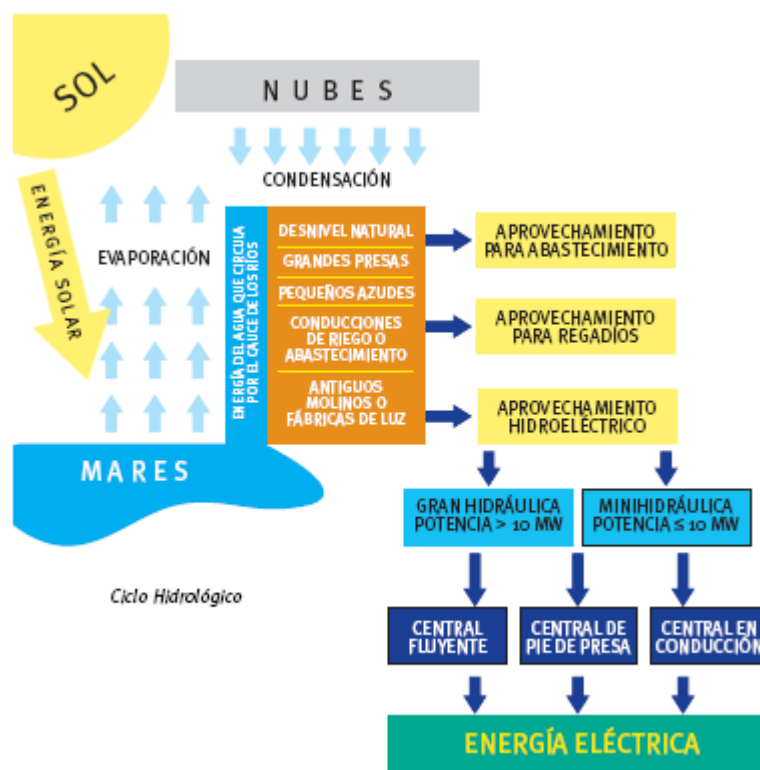 SOL
NUBES
ENERGÍA SOLAR
CONDENSACIÓN
EVAPORACIÓN
ENERGÍA DEL AGUA QUE CIRCULA
POR EL CAUCE DE LOS RÍOS
DESNIVEL NATURAL
GRANDES PRESAS
PEQUEÑOS AZUDES
CONDUCCIONES
DE RIEGO O
ABASTECIMIENTO
ANTIGUOS
MOLINOS O
FÁBRICAS DE LUZ
APROVECHAMIENTO
PARA ABASTECIMIENTO
APROVECHAMIENTO
PARA REGADÍOS
APROVECHAMIENTO
HIDROELÉCTRICO
MARES
GRAN HIDRÁULICA
POTENCIA > 10 MW
MINIHIDRÁULICA
POTENCIA ≤ 10 MW
Ciclo Hidrológico
CENTRAL
FLUYENTE
CENTRAL DE
PIE DE PRESA
CENTRAL EN
CONDUCCIÓN
ENERGÍA ELÉCTRICA